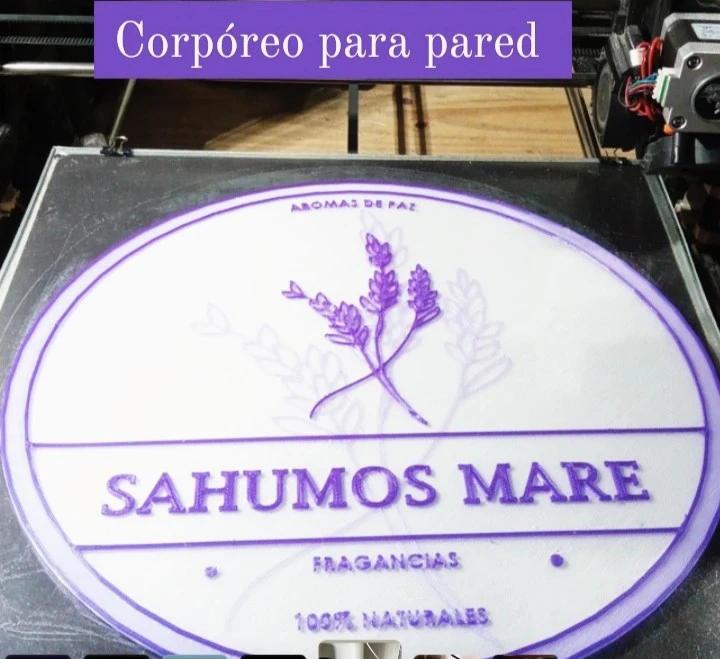 Corpóreo para pared
AROMAS DE PAZ
SAHUMOS MARE
FRAGANCIAS
100% NATURALES